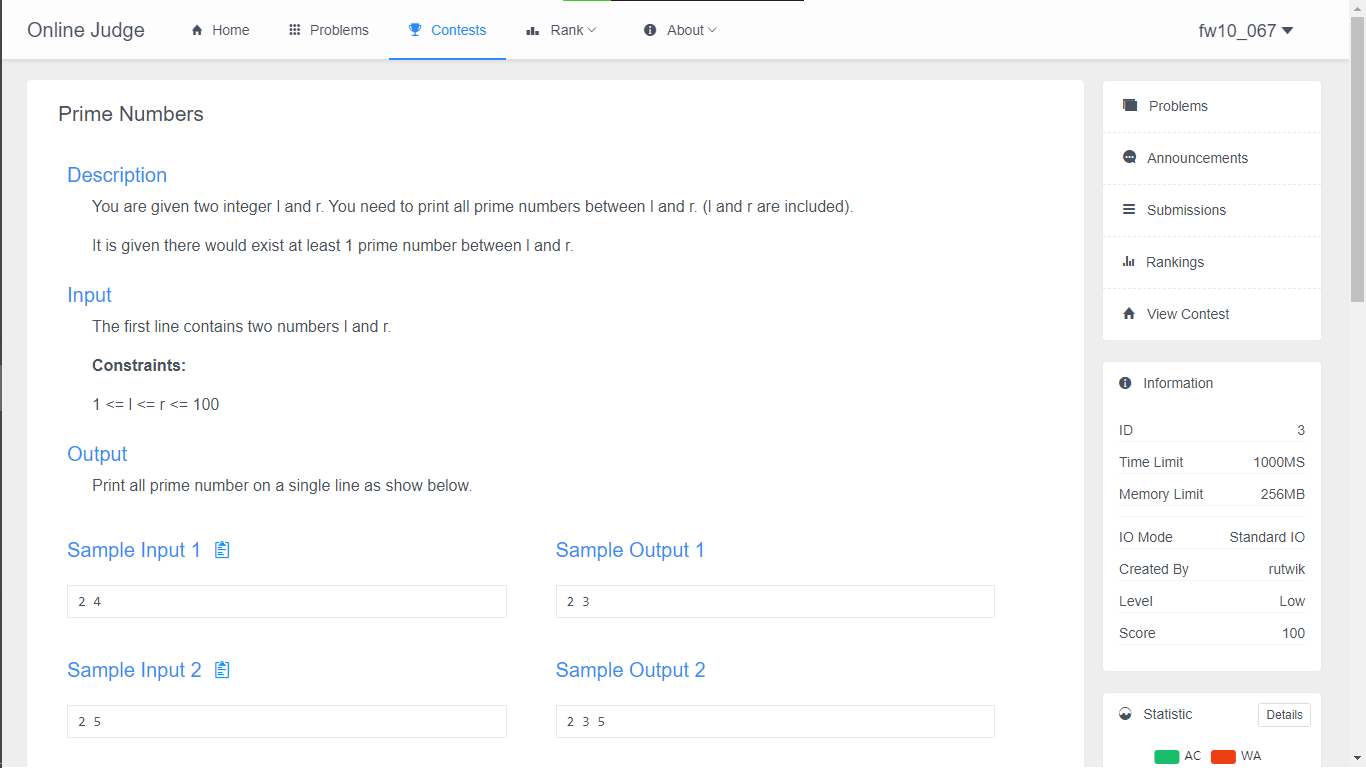 Online Judge
Home
Problems
Contests
Rank
About
fw10_067
Prime Numbers
Description
You are given two integer l and r. You need to print all prime numbers between l and r. (l and r are included).
It is given there would exist at least 1 prime number between l and r.
Input
The first line contains two numbers l and r.
Constraints:
1 <= l <= r <= 100
Output
Print all prime number on a single line as show below.
Sample Input 1
Sample Output 1
2 4
2 3
Sample Input 2
Sample Output 2
2 5
2 3 5
Problems
Announcements
Submissions
Rankings
View Contest
Information
ID 3
Time Limit 1000MS
Memory Limit 256MB
IO Mode Standard IO
Created By rutwik
Level Low
Score 100
Statistic
Details
AC WA